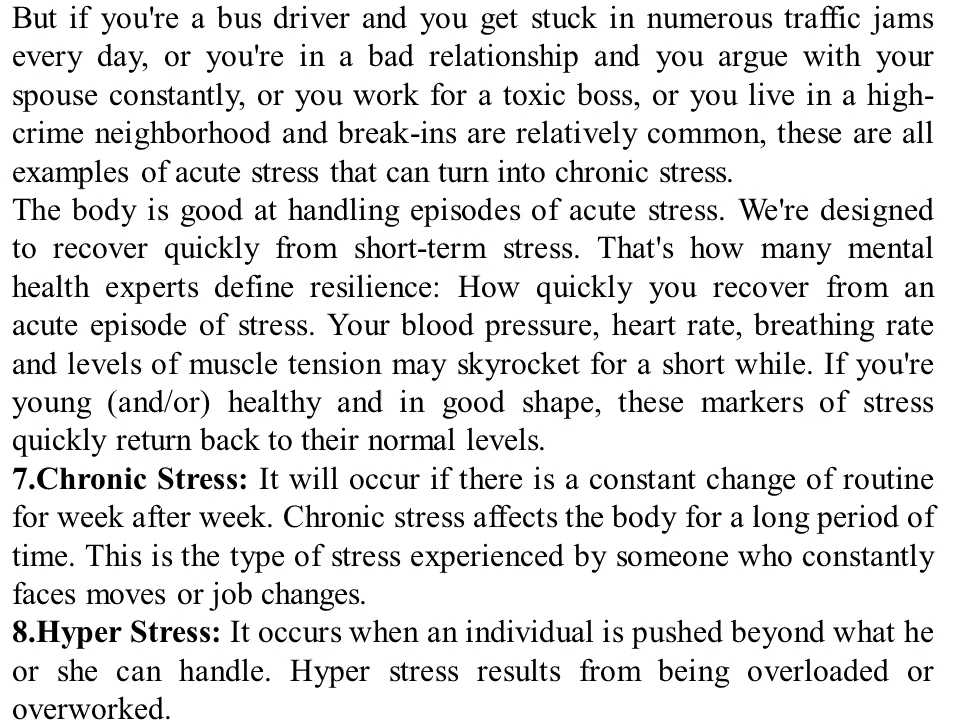 But if you're a bus driver and you get stuck in numerous traffic jams
every day, or you're in a bad relationship and you argue with your
spouse constantly, or you work for a toxic boss, or you live in a high-
crime neighborhood and break-ins are relatively common, these are all
examples of acute stress that can turn into chronic stress.
The body is good at handling episodes of acute stress. We're designed
to recover quickly from short-term stress. That's how many mental
health experts define resilience: How quickly you recover from an
acute episode of stress. Your blood pressure, heart rate, breathing rate
and levels of muscle tension may skyrocket for a short while. If you're
young (and/or) healthy and in good shape, these markers of stress
quickly return back to their normal levels.
7.Chronic Stress: It will occur if there is a constant change of routine
for week after week. Chronic stress affects the body for a long period of
time. This is the type of stress experienced by someone who constantly
faces moves or job changes.
8.Hyper Stress: It occurs when an individual is pushed beyond what he
or she can handle. Hyper stress results from being overloaded or
overworked.